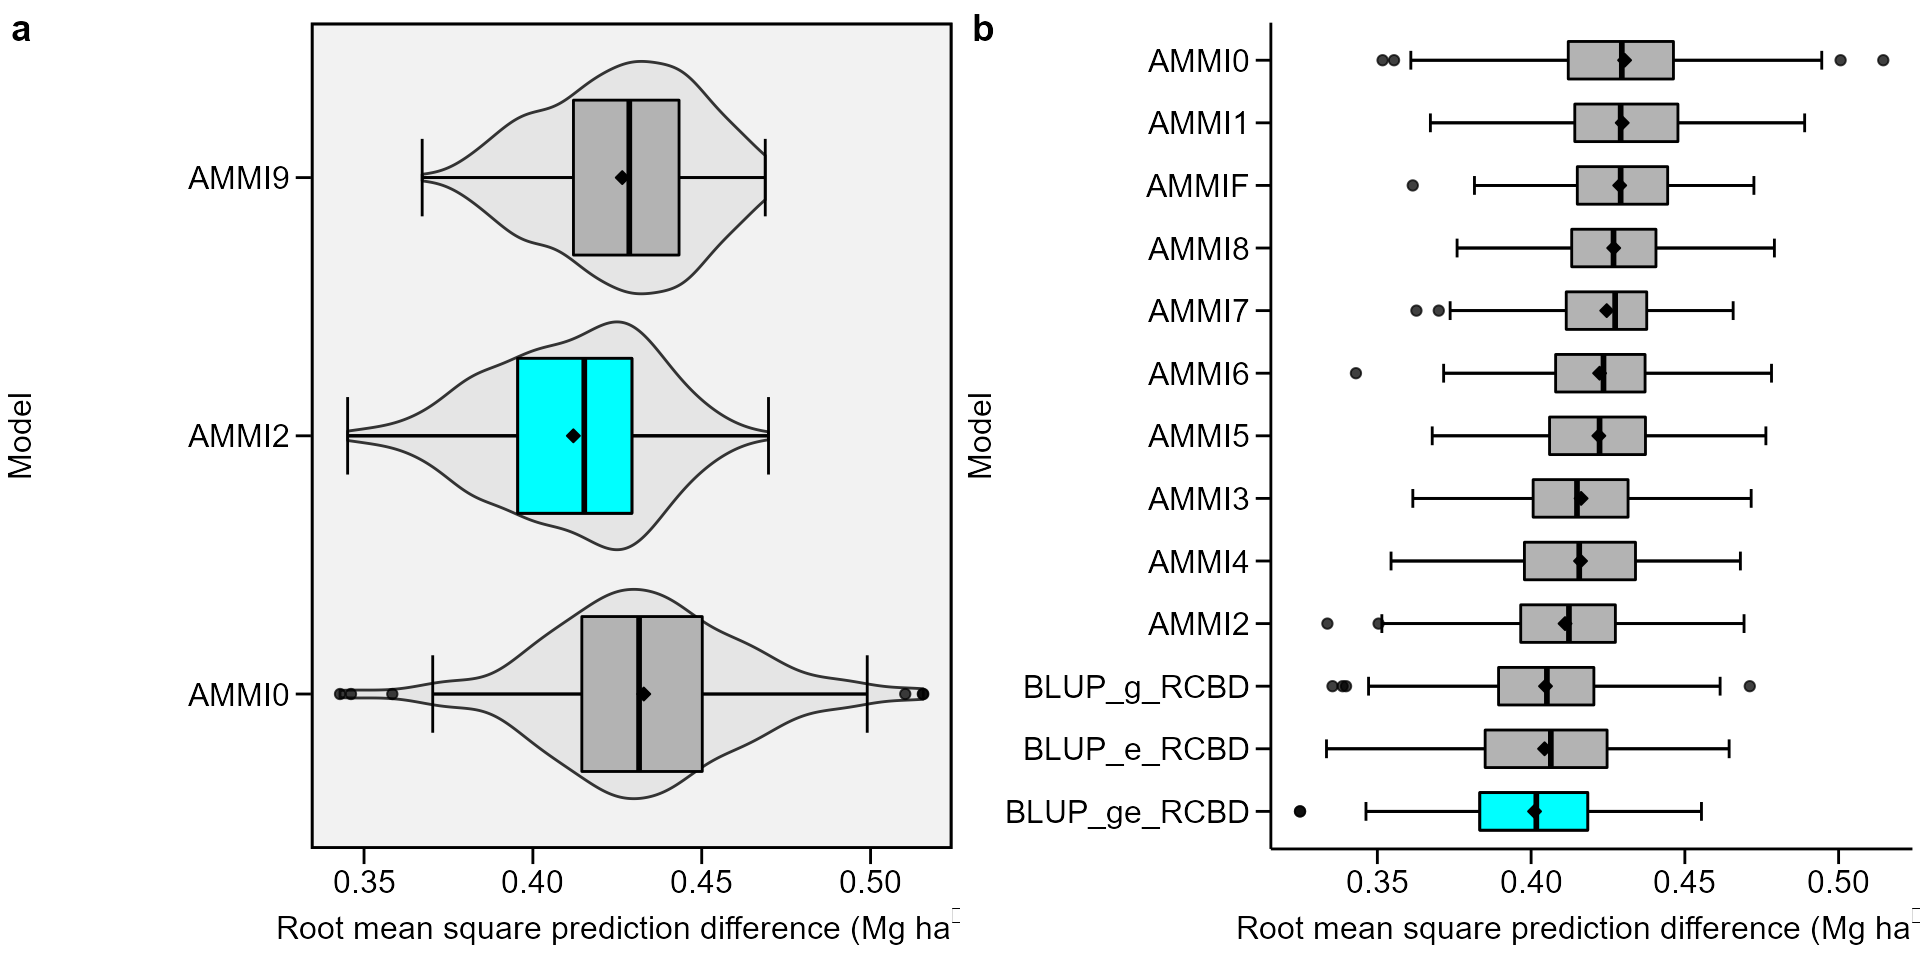 a
AMMI9
AMMI2
AMMI0
Model
0.35 0.40 0.45 0.50
Root mean square prediction difference (Mg ha
b
AMMI0
AMMI1
AMMIF
AMMI8
AMMI7
AMMI6
AMMI5
AMMI3
AMMI4
AMMI2
BLUP_g_RCBD
BLUP_e_RCBD
BLUP_ge_RCBD
Model
0.35 0.40 0.45 0.50
Root mean square prediction difference (Mg ha